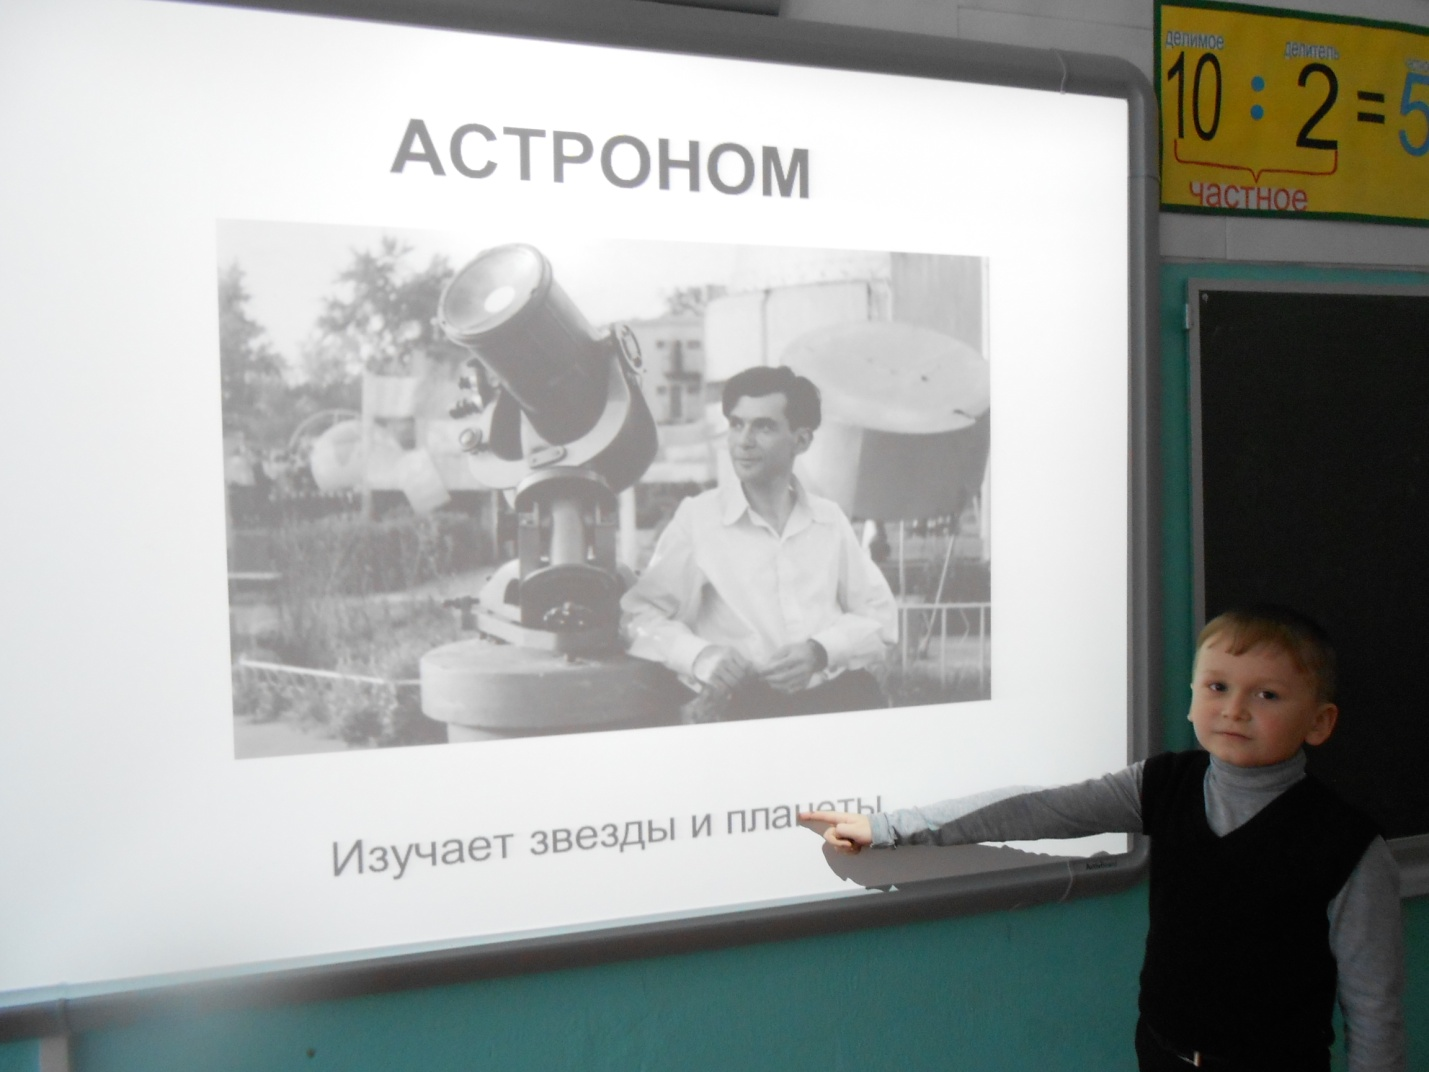 АСТРОНОМ
Изучает звезды и планеты
делимое делитель
10 : 2 = 5
частное